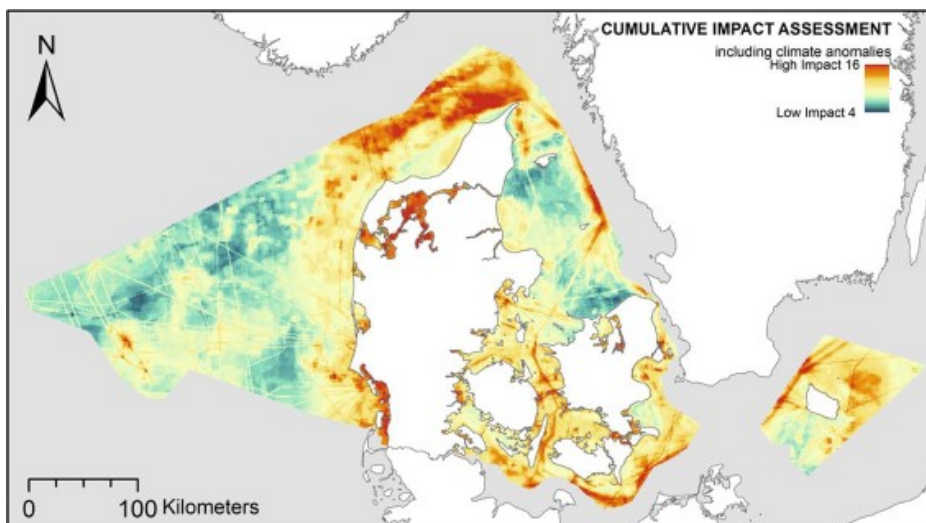 CUMULATIVE IMPACT ASSESSMENT
including climate anomalies
High Impact 16
Low Impact 4
N
0 100 Kilometers